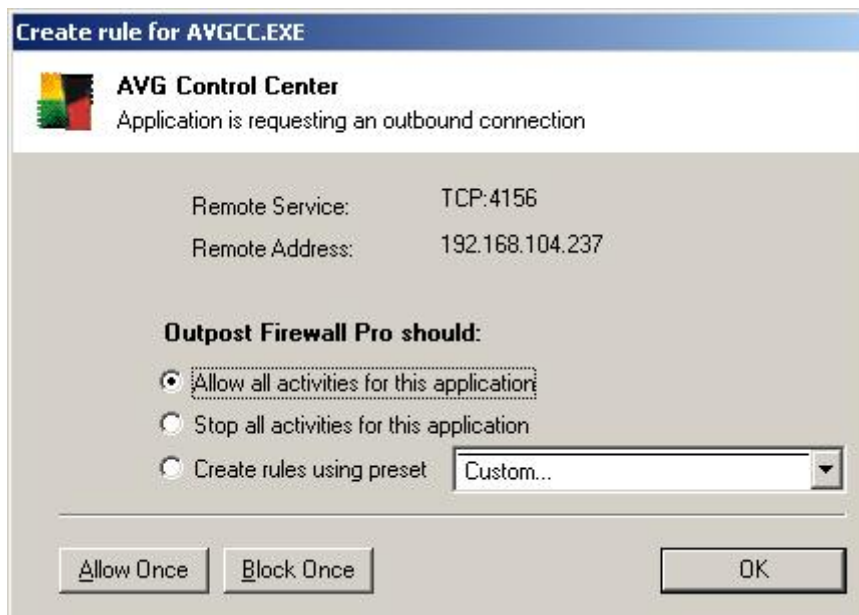 Create rule for AVGCC.EXE
AVG Control Center
Application is requesting an outbound connection
Remote Service: TCP:4156
Remote Address: 192.168.104.237
Outpost Firewall Pro should:
Allow all activities for this application
Stop all activities for this application
Create rules using preset Custom...
Allow Once Block Once OK